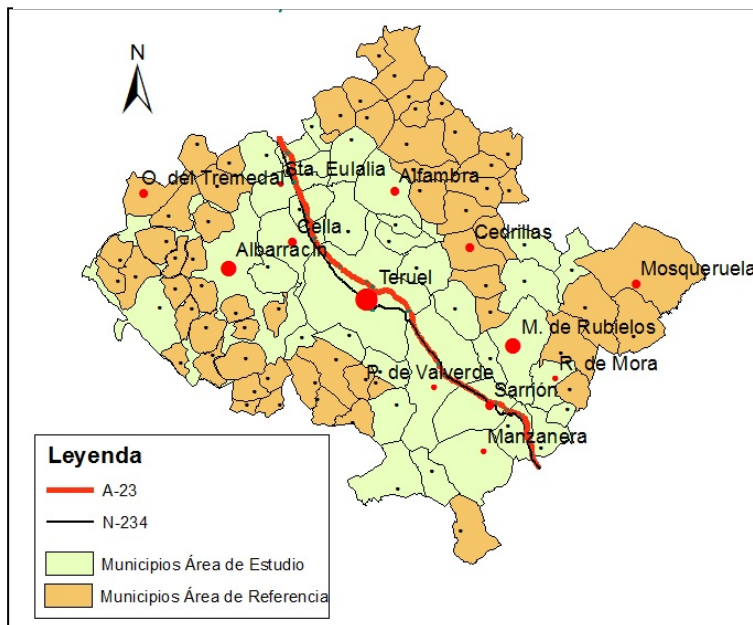 N
O. del Tremedal
Sta. Eulalia
Alfambra
Cella
Cedrillas
Albarracín
Teruel
Mosqueruela
M. de Rubielos
P. de Valverde
R. de Mora
Sarrión
Manzanera
Leyenda
A-23
N-234
Municipios Área de Estudio
Municipios Área de Referencia